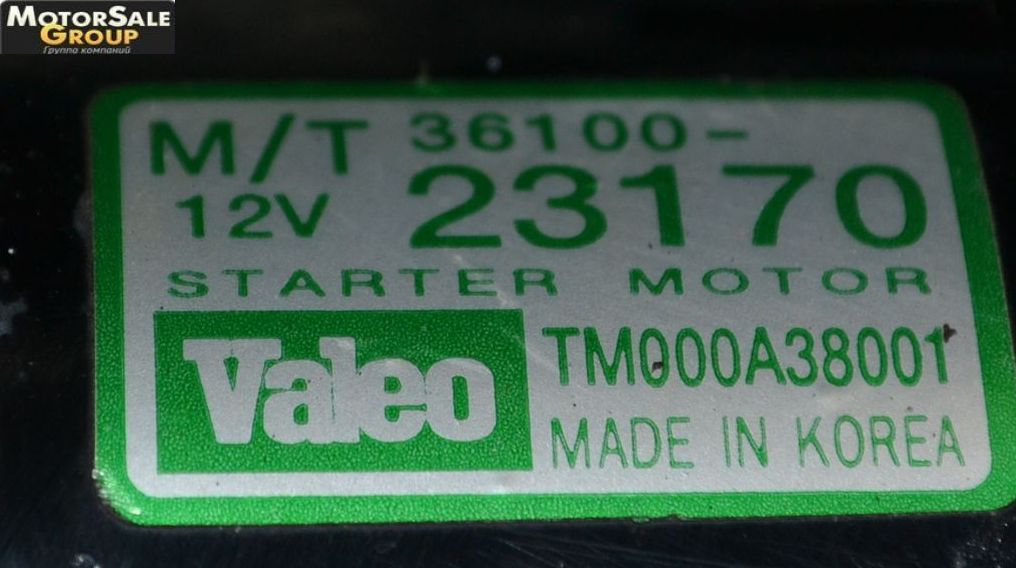 MOTORSALE
GROUP
Группа компаний
M/T 36100-
12V 23170
STARTER MOTOR
Valeo TM000A38001
MADE IN KOREA